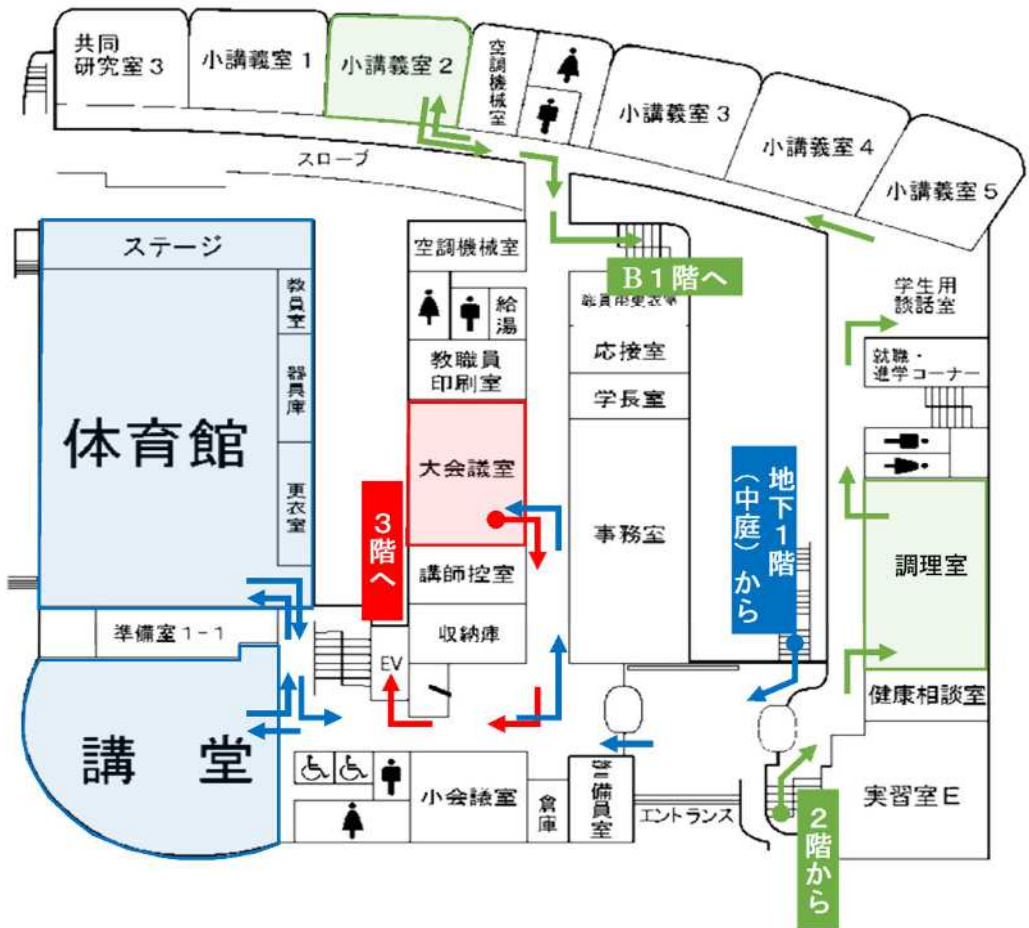 共同
研究室3
小講義室1
小講義室2
空調機械室
小講義室3
小講義室4
小講義室5
スロープ
ステージ
教員室
器具庫
更衣室
体育館
空調機械室
給湯
教職員
印刷室
大会議室
講師控室
収納庫
EV
3階へ
B1階へ
職員用更衣室
応接室
学長室
事務室
地下1階
(中庭)から
学生用
談話室
就職・
進学コーナー
調理室
健康相談室
実習室E
2階から
準備室1-1
講堂
小会議室
倉庫
警備員室
エントランス